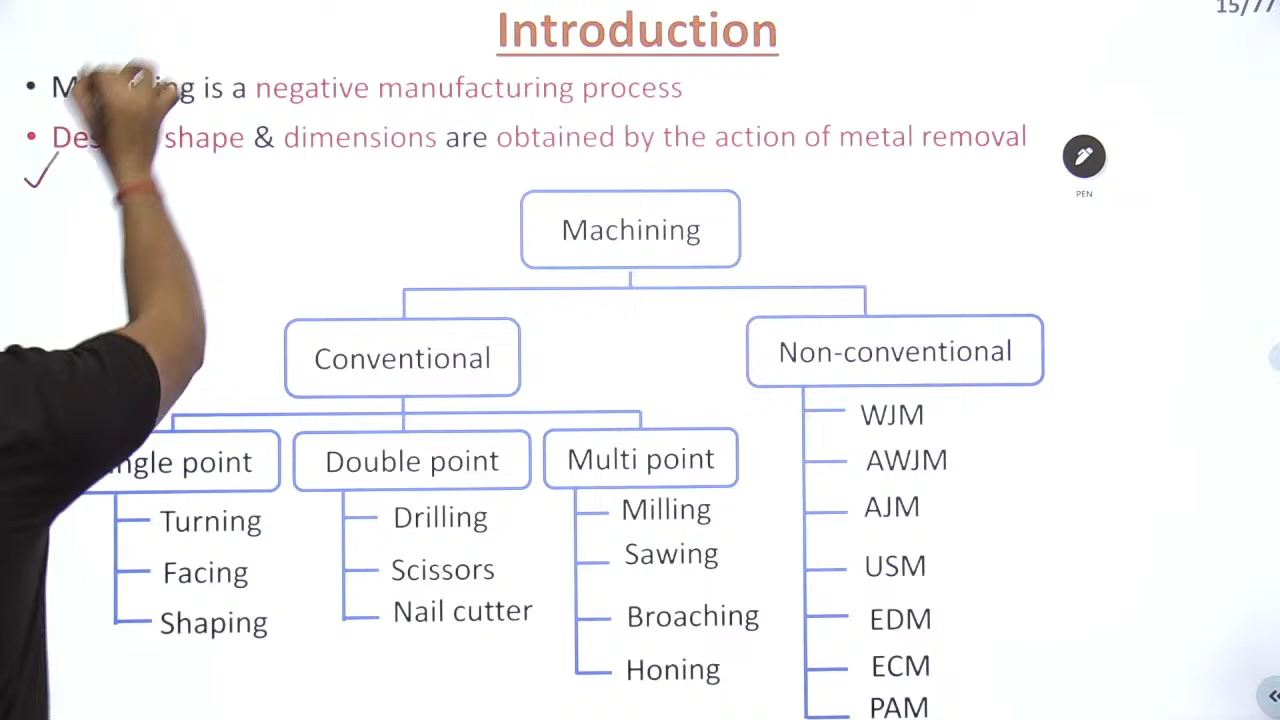 15/77
Introduction
• is a negative manufacturing process
• shape & dimensions are obtained by the action of metal removal
PEN
Machining
Conventional
Non-conventional
point
Double point
Multi point
Turning
Facing
Shaping
Drilling
Scissors
Nail cutter
Milling
Sawing
Broaching
Honing
WJM
AWJM
AJM
USM
EDM
ECM
PAM